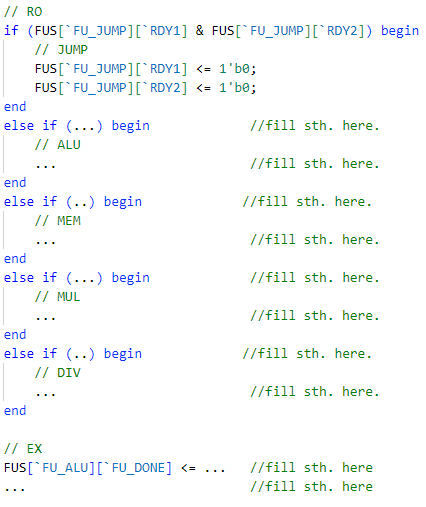 // RO
if (FUS[`FU_JUMP][`RDY1] & FUS[`FU_JUMP][`RDY2]) begin
    // JUMP
    FUS[`FU_JUMP][`RDY1] <= 1'b0;
    FUS[`FU_JUMP][`RDY2] <= 1'b0;
end
else if (...) begin             //fill sth. here.
    // ALU
    ...                         //fill sth. here.
end
else if (..) begin             //fill sth. here.
    // MEM
    ...                         //fill sth. here.
end
else if (...) begin             //fill sth. here.
    // MUL
    ...                         //fill sth. here.
end
else if (..) begin             //fill sth. here.
    // DIV
    ...                         //fill sth. here.
end

// EX
FUS[`FU_ALU][`FU_DONE] <= ...   //fill sth. here
...                             //fill sth. here